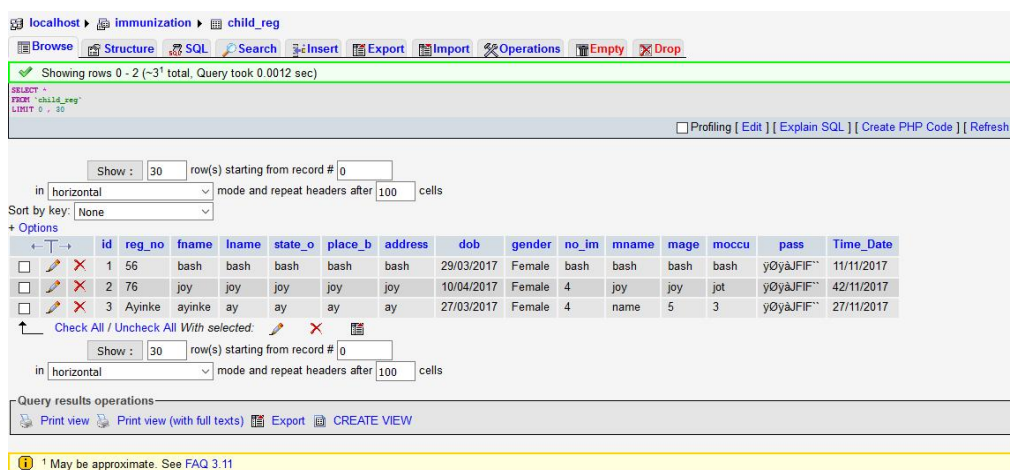 localhost ▸ immunization ▸ child_reg
Browse Structure SQL Search Insert Export Import Operations Empty Drop
Showing rows 0 - 2 (~3¹ total, Query took 0.0012 sec)
SELECT *
FROM `child_reg`
LIMIT 0 , 30
Profiling [ Edit ] [ Explain SQL ] [ Create PHP Code ] [ Refresh
Show : 30 row(s) starting from record # 0
in horizontal mode and repeat headers after 100 cells
Sort by key: None
+ Options
←T→ id reg_no fname lname state_o place_b address dob gender no_im mname mage moccu pass Time_Date
1 56 bash bash bash bash bash 29/03/2017 Female bash bash bash bash ÿØÿàJFIF`` 11/11/2017
2 76 joy joy joy joy joy 10/04/2017 Female 4 joy joy jot ÿØÿàJFIF`` 42/11/2017
3 Ayinke ayinke ay ay ay ay 27/03/2017 Female 4 name 5 3 ÿØÿàJFIF`` 27/11/2017
Check All / Uncheck All With selected:
Show : 30 row(s) starting from record # 0
in horizontal mode and repeat headers after 100 cells
Query results operations
Print view Print view (with full texts) Export CREATE VIEW
¹ May be approximate. See FAQ 3.11